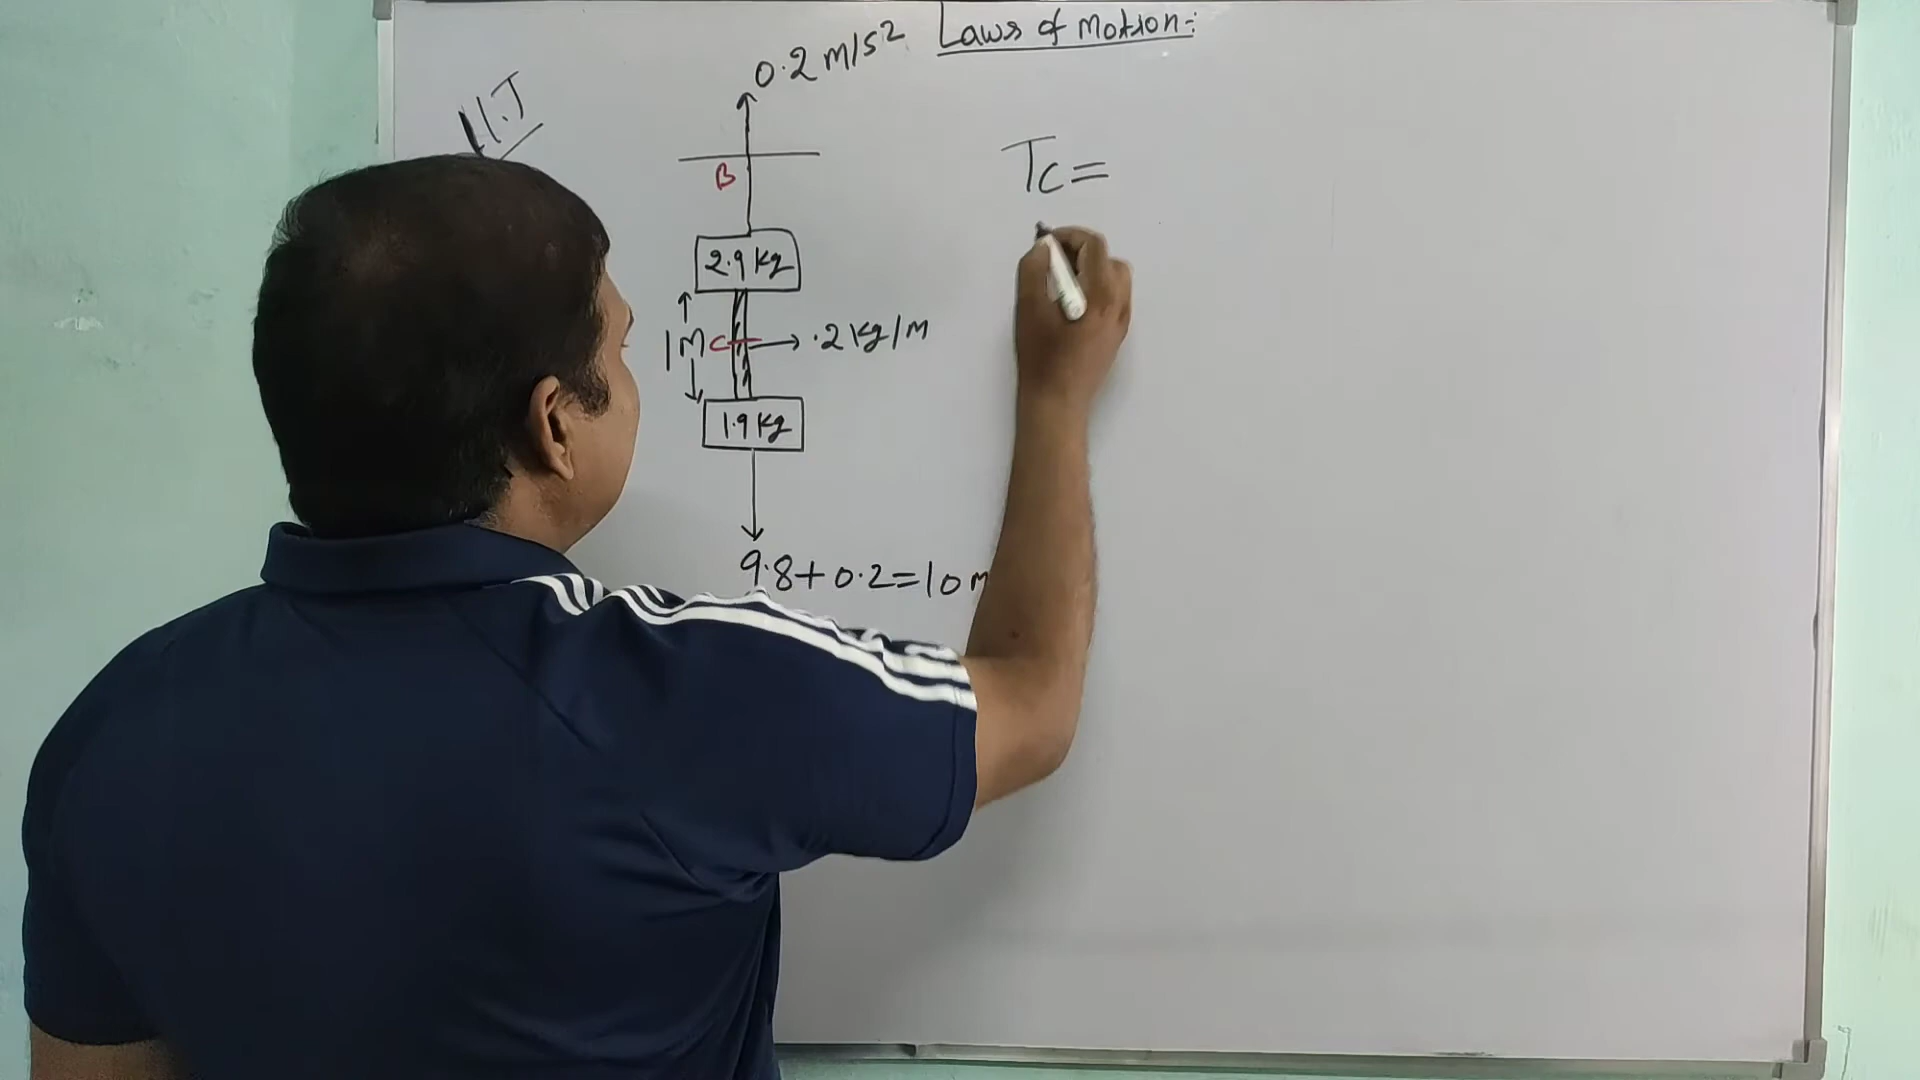 Laws of Motion:
0.2 m/s²
I.I.T
B
Tc =
2.9 kg
1M
C
.2 kg/m
1.9 kg
9.8+0.2=10 m